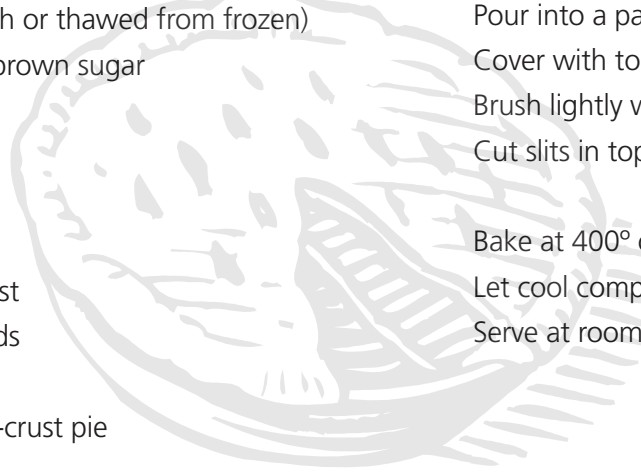 h or thawed from frozen)
brown sugar
st
ds
-crust pie
Pour into a pa
Cover with to
Brush lightly
Cut slits in top
Bake at 400º
Let cool comp
Serve at room